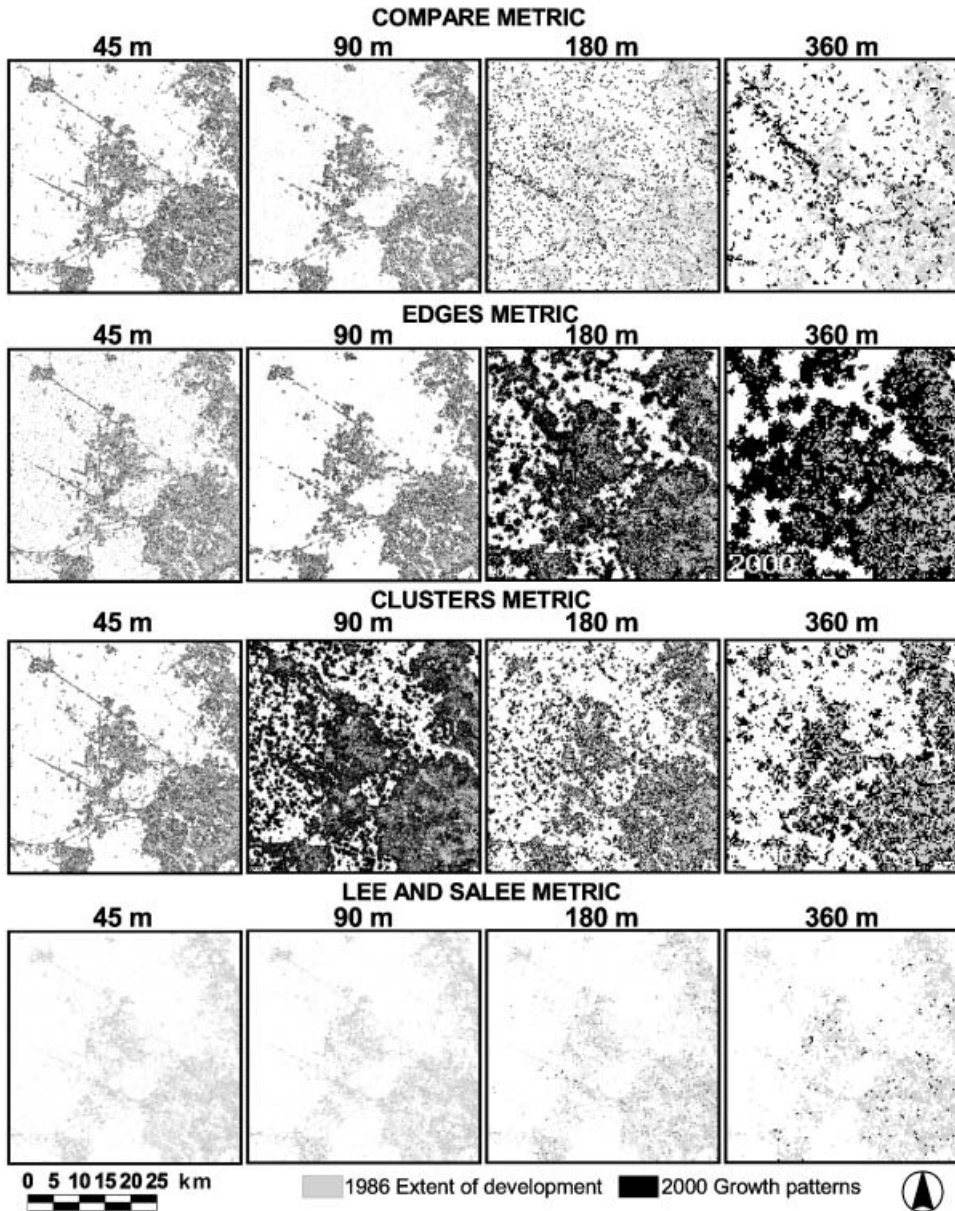 COMPARE METRIC
45 m 90 m 180 m 360 m
EDGES METRIC
45 m 90 m 180 m 360 m
2000
CLUSTERS METRIC
45 m 90 m 180 m 360 m
LEE AND SALEE METRIC
45 m 90 m 180 m 360 m
0 5 10 15 20 25 km
1986 Extent of development 2000 Growth patterns